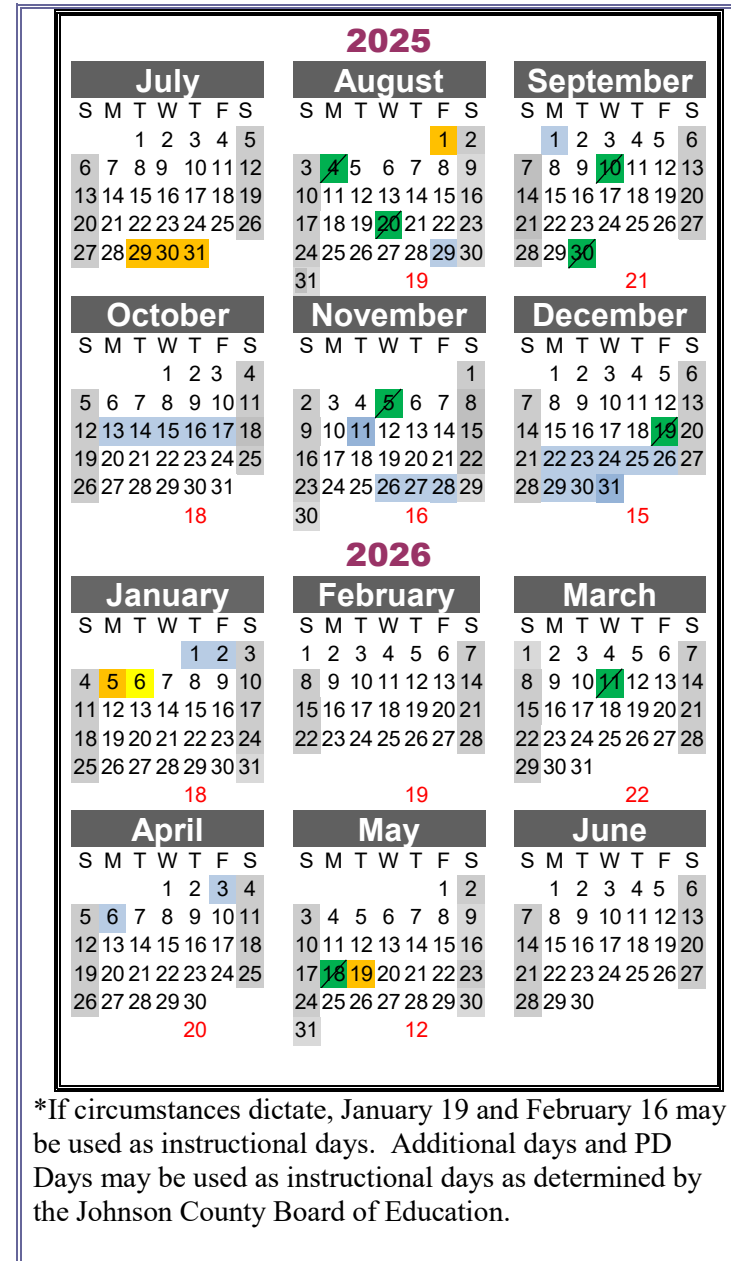 2025
July August September
S M T W T F S S M T W T F S S M T W T F S
1 2 3 4 5 1 2 1 2 3 4 5 6
6 7 8 9 10 11 12 3 4 5 6 7 8 9 7 8 9 10 11 12 13
13 14 15 16 17 18 19 10 11 12 13 14 15 16 14 15 16 17 18 19 20
20 21 22 23 24 25 26 17 18 19 20 21 22 23 21 22 23 24 25 26 27
27 28 29 30 31 24 25 26 27 28 29 30 28 29 30
31 19 21
October November December
S M T W T F S S M T W T F S S M T W T F S
1 2 3 4 1 1 2 3 4 5 6
5 6 7 8 9 10 11 2 3 4 5 6 7 8 7 8 9 10 11 12 13
12 13 14 15 16 17 18 9 10 11 12 13 14 15 14 15 16 17 18 19 20
19 20 21 22 23 24 25 16 17 18 19 20 21 22 21 22 23 24 25 26 27
26 27 28 29 30 31 23 24 25 26 27 28 29 28 29 30 31
18 30 16 15
2026
January February March
S M T W T F S S M T W T F S S M T W T F S
1 2 3 1 2 3 4 5 6 7 1 2 3 4 5 6 7
4 5 6 7 8 9 10 8 9 10 11 12 13 14 8 9 10 11 12 13 14
11 12 13 14 15 16 17 15 16 17 18 19 20 21 15 16 17 18 19 20 21
18 19 20 21 22 23 24 22 23 24 25 26 27 28 22 23 24 25 26 27 28
25 26 27 28 29 30 31 29 30 31
18 19 22
April May June
S M T W T F S S M T W T F S S M T W T F S
1 2 3 4 1 2 1 2 3 4 5 6
5 6 7 8 9 10 11 3 4 5 6 7 8 9 7 8 9 10 11 12 13
12 13 14 15 16 17 18 10 11 12 13 14 15 16 14 15 16 17 18 19 20
19 20 21 22 23 24 25 17 18 19 20 21 22 23 21 22 23 24 25 26 27
26 27 28 29 30 24 25 26 27 28 29 30 28 29 30
20 31 12
*If circumstances dictate, January 19 and February 16 may
be used as instructional days. Additional days and PD
Days may be used as instructional days as determined by
the Johnson County Board of Education.